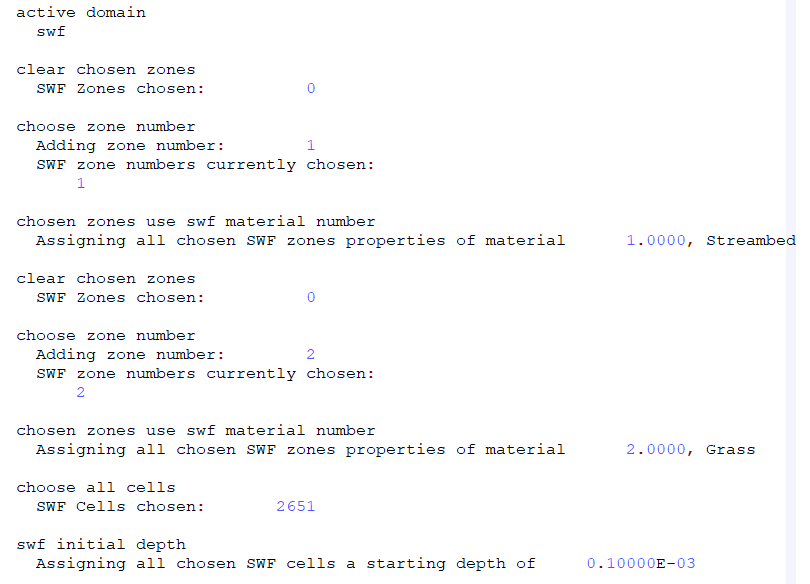 active domain
swf
clear chosen zones
SWF Zones chosen: 0
choose zone number
Adding zone number: 1
SWF zone numbers currently chosen:
1
chosen zones use swf material number
Assigning all chosen SWF zones properties of material 1.0000, Streambed
clear chosen zones
SWF Zones chosen: 0
choose zone number
Adding zone number: 2
SWF zone numbers currently chosen:
2
chosen zones use swf material number
Assigning all chosen SWF zones properties of material 2.0000, Grass
choose all cells
SWF Cells chosen: 2651
swf initial depth
Assigning all chosen SWF cells a starting depth of 0.10000E-03